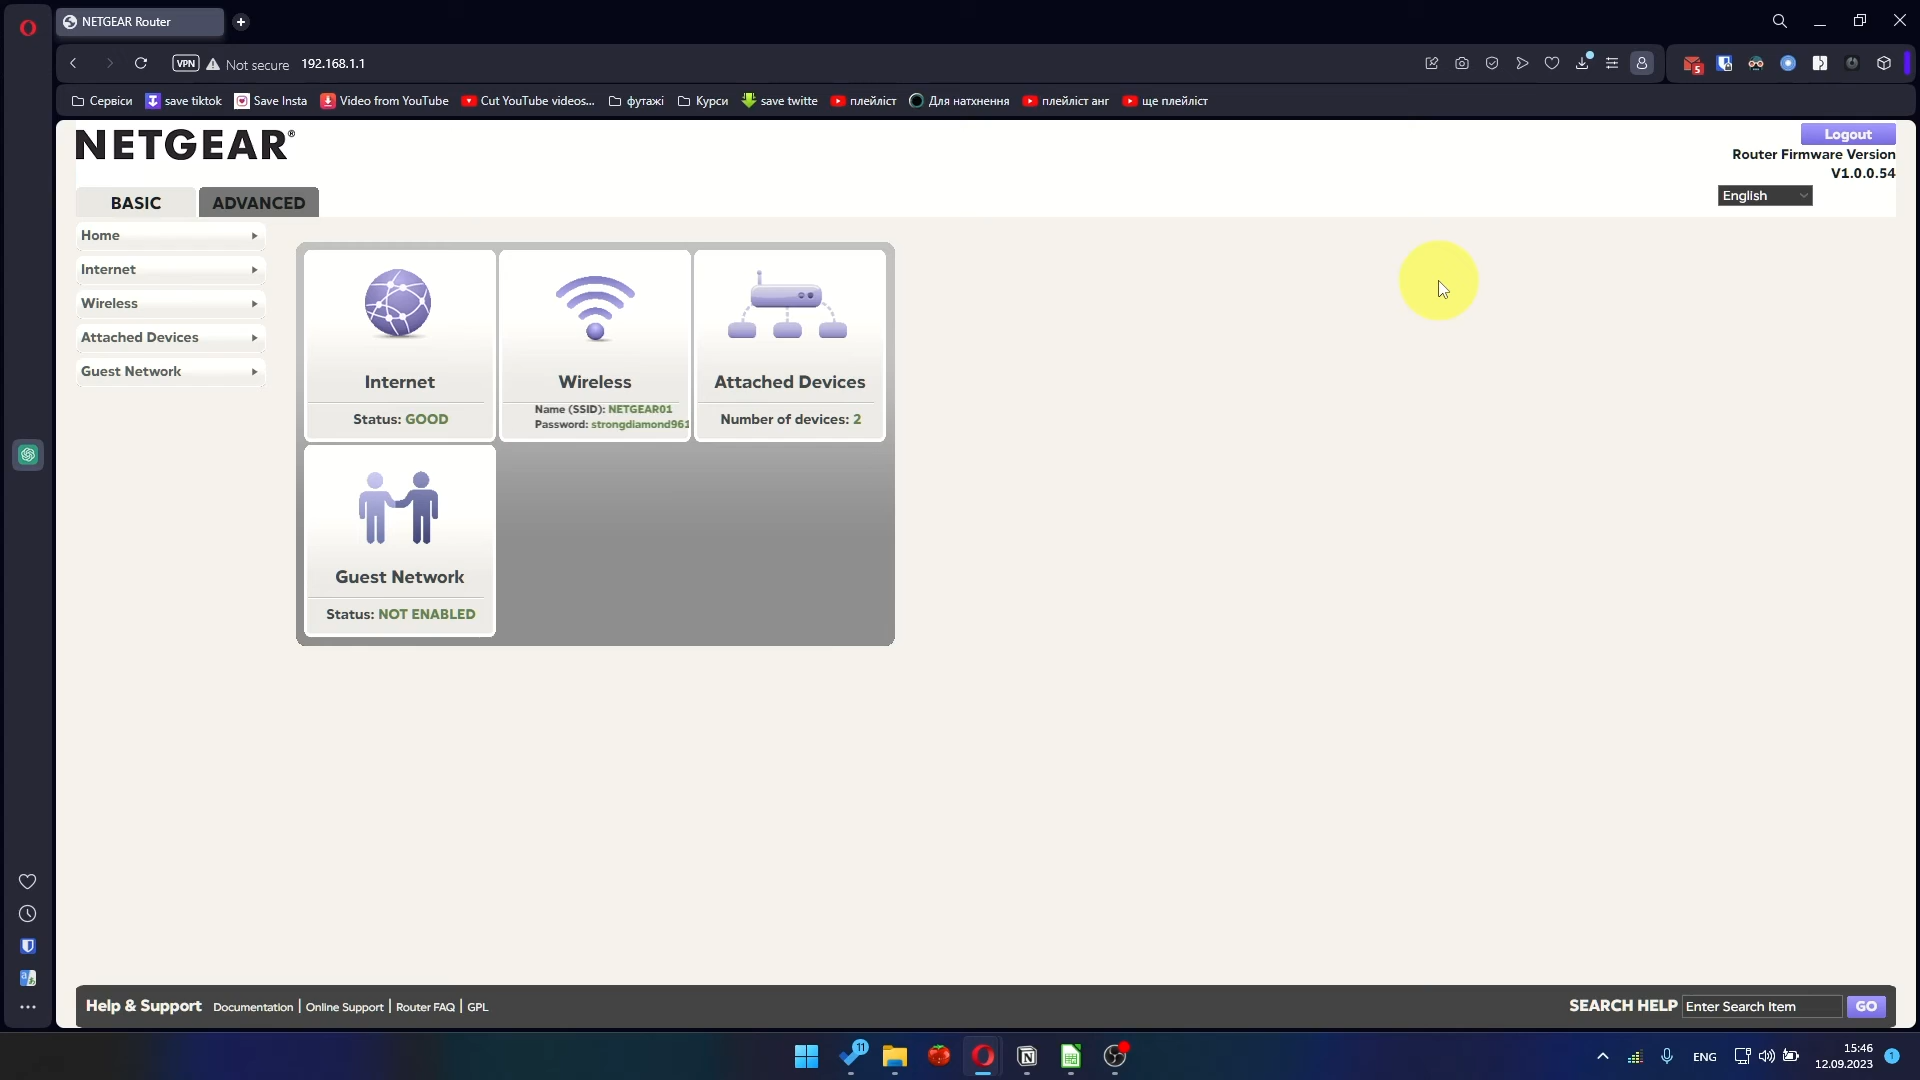 NETGEAR Router
VPN
Not secure
192.168.1.1
5
Сервіси
save tiktok
Save Insta
Video from YouTube
Cut YouTube videos...
футажі
Курси
save twitte
плейліст
Для натхнення
плейліст анг
ще плейліст
NETGEAR®
Logout
Router Firmware Version
V1.0.0.54
English
BASIC
ADVANCED
Home
Internet
Wireless
Attached Devices
Guest Network
Internet
Status: GOOD
Wireless
Name (SSID): NETGEAR01
Password: strongdiamond961
Attached Devices
Number of devices: 2
Guest Network
Status: NOT ENABLED
Help & Support
Documentation | Online Support | Router FAQ | GPL
SEARCH HELP
Enter Search Item
GO
11
ENG
15:46
12.09.2023
1